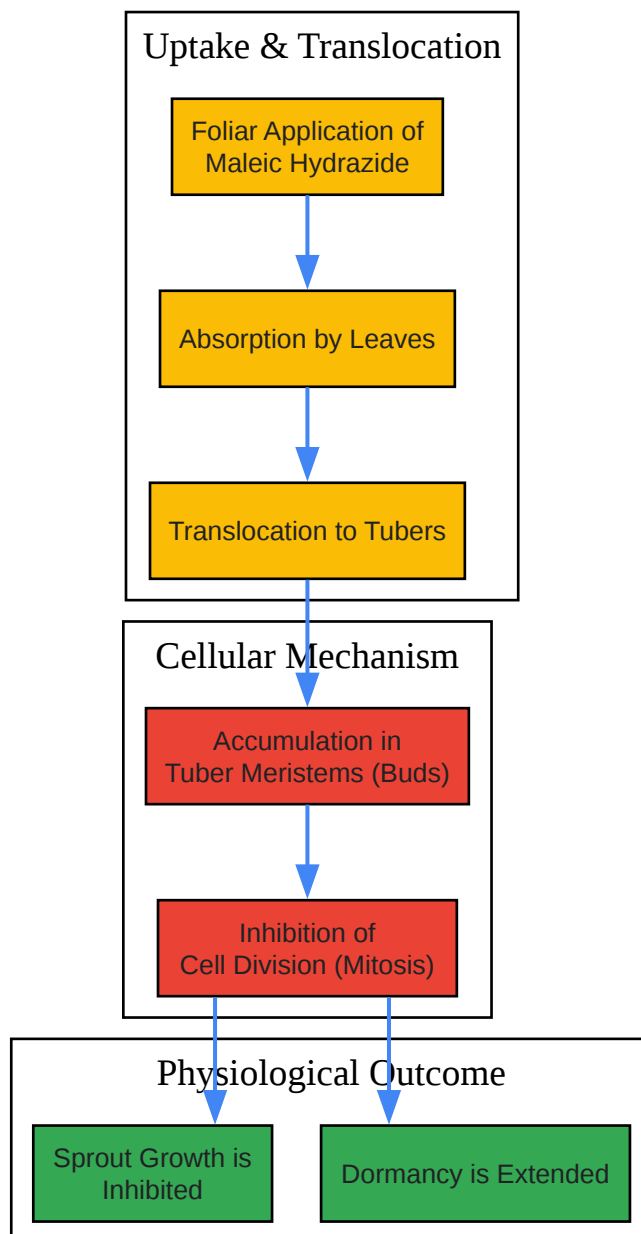 Uptake & Translocation
Foliar Application of
Maleic Hydrazide
Absorption by Leaves
Translocation to Tubers
Cellular Mechanism
Accumulation in
Tuber Meristems (Buds)
Inhibition of
Cell Division (Mitosis)
Physiological Outcome
Sprout Growth is
Inhibited
Dormancy is Extended